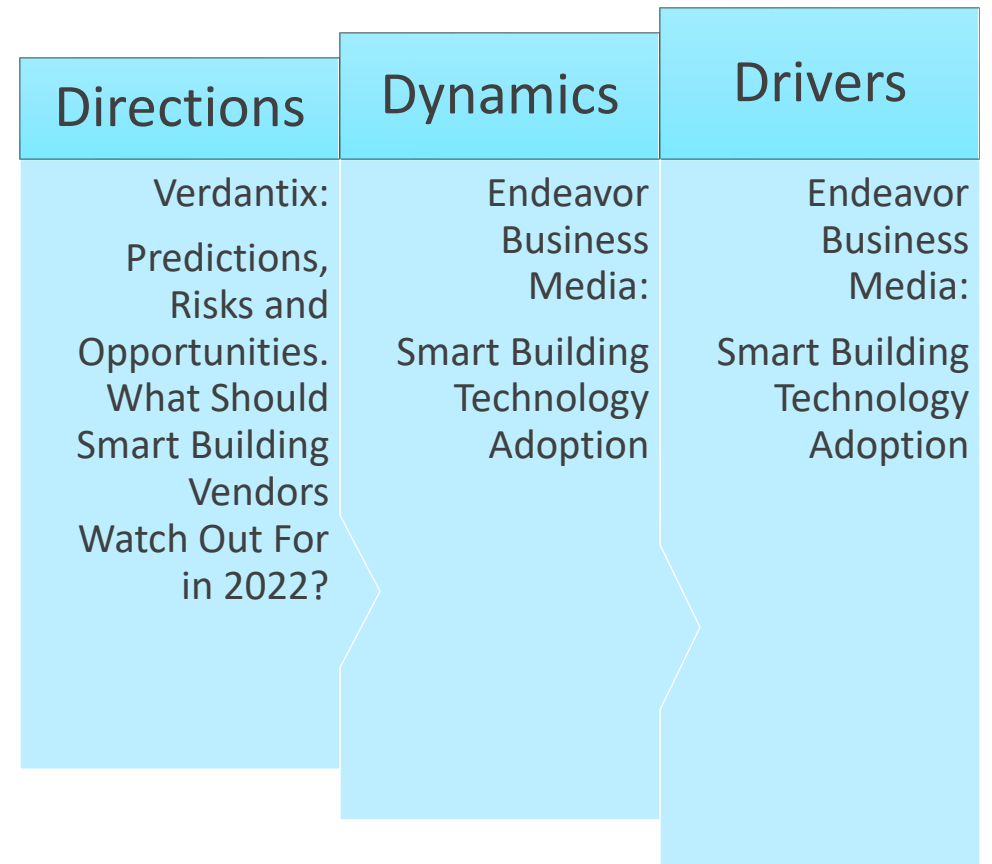 Directions
Verdantix:
Predictions,
Risks and
Opportunities.
What Should
Smart Building
Vendors
Watch Out For
in 2022?
Dynamics
Endeavor
Business
Media:
Smart Building
Technology
Adoption
Drivers
Endeavor
Business
Media:
Smart Building
Technology
Adoption